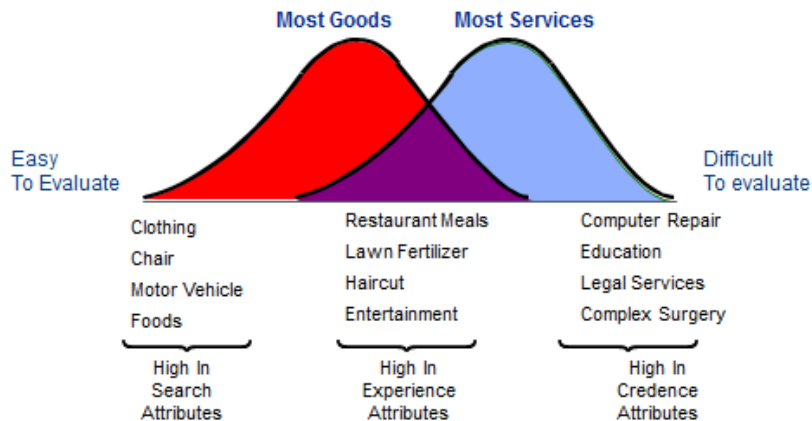 Most Goods
Most Services
Easy
To Evaluate
Difficult
To evaluate
Clothing
Chair
Motor Vehicle
Foods
Restaurant Meals
Lawn Fertilizer
Haircut
Entertainment
Computer Repair
Education
Legal Services
Complex Surgery
High In
Search
Attributes
High In
Experience
Attributes
High In
Credence
Attributes